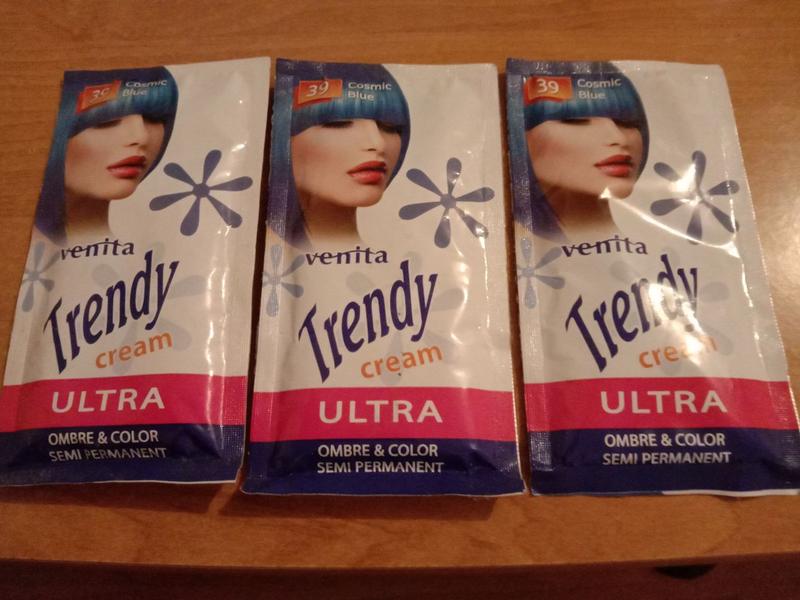 39 Cosmic
Blue
venita
Trendy
cream
ULTRA
OMBRE & COLOR
SEMI PERMANENT
39 Cosmic
Blue
venita
Trendy
cream
ULTRA
OMBRE & COLOR
SEMI PERMANENT
39 Cosmic
Blue
venita
Trendy
cream
ULTRA
OMBRE & COLOR
SEMI PERMANENT